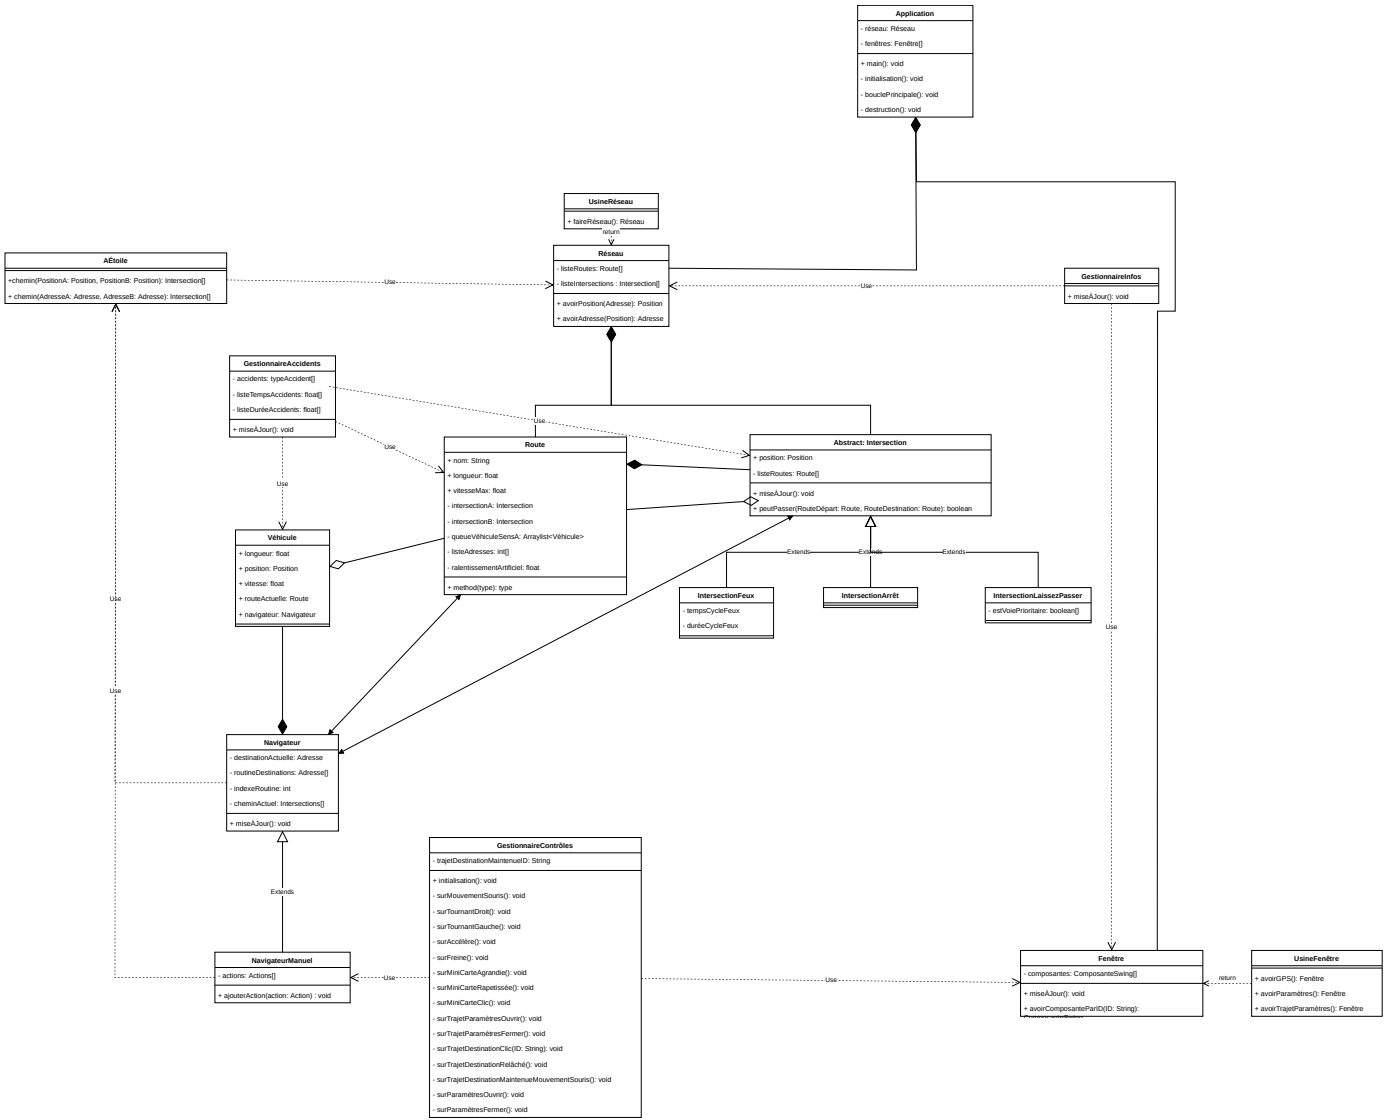 Application
- réseau: Réseau
- fenêtres: Fenêtre[]
+ main(): void
- initialisation(): void
- bouclePrincipale(): void
- destruction(): void
UsineRéseau
+ faireRéseau(): Réseau
return
Réseau
- listeRoutes: Route[]
- listeIntersections : Intersection[]
+ avoirPosition(Adresse): Position
+ avoirAdresse(Position): Adresse
AÉtoile
+chemin(PositionA: Position, PositionB: Position): Intersection[]
+ chemin(AdresseA: Adresse, AdresseB: Adresse): Intersection[]
Use
Use
GestionnaireInfos
+ miseÀJour(): void
GestionnaireAccidents
- accidents: typeAccident[]
- listeTempsAccidents: float[]
- listeDuréeAccidents: float[]
+ miseÀJour(): void
Use
Use
Use
Route
+ nom: String
+ longueur: float
+ vitesseMax: float
- intersectionA: Intersection
- intersectionB: Intersection
- queueVéhiculeSensA: Arraylist<Véhicule>
- listeAdresses: int[]
- ralentissementArtificiel: float
+ method(type): type
Abstract: Intersection
+ position: Position
- listeRoutes: Route[]
+ miseÀJour(): void
+ peutPasser(RouteDépart: Route, RouteDestination: Route): boolean
Extends
Extends
Extends
Véhicule
+ longueur: float
+ position: Position
+ vitesse: float
+ routeActuelle: Route
+ navigateur: Navigateur
IntersectionFeux
- tempsCycleFeux
- duréeCycleFeux
IntersectionArrêt
IntersectionLaissezPasser
- estVoiePrioritaire: boolean[]
Use
Use
Use
Navigateur
- destinationActuelle: Adresse
- routineDestinations: Adresse[]
- indexeRoutine: int
- cheminActuel: Intersections[]
+ miseÀJour(): void
Extends
NavigateurManuel
- actions: Actions[]
+ ajouterAction(action: Action) : void
Use
GestionnaireContrôles
- trajetDestinationMaintenueID: String
+ initialisation(): void
- surMouvementSouris(): void
- surTournantDroit(): void
- surTournantGauche(): void
- surAccélère(): void
- surFreine(): void
- surMiniCarteAgrandie(): void
- surMiniCarteRapetissée(): void
- surMiniCarteClic(): void
- surTrajetParamètresOuvrir(): void
- surTrajetParamètresFermer(): void
- surTrajetDestinationClic(ID: String): void
- surTrajetDestinationRelâché(): void
- surTrajetDestinationMaintenueMouvementSouris(): void
- surParamètresOuvrir(): void
- surParamètresFermer(): void
Use
Fenêtre
- composantes: ComposanteSwing[]
+ miseÀJour(): void
+ avoirComposanteParID(ID: String):
return
UsineFenêtre
+ avoirGPS(): Fenêtre
+ avoirParamètres(): Fenêtre
+ avoirTrajetParamètres(): Fenêtre